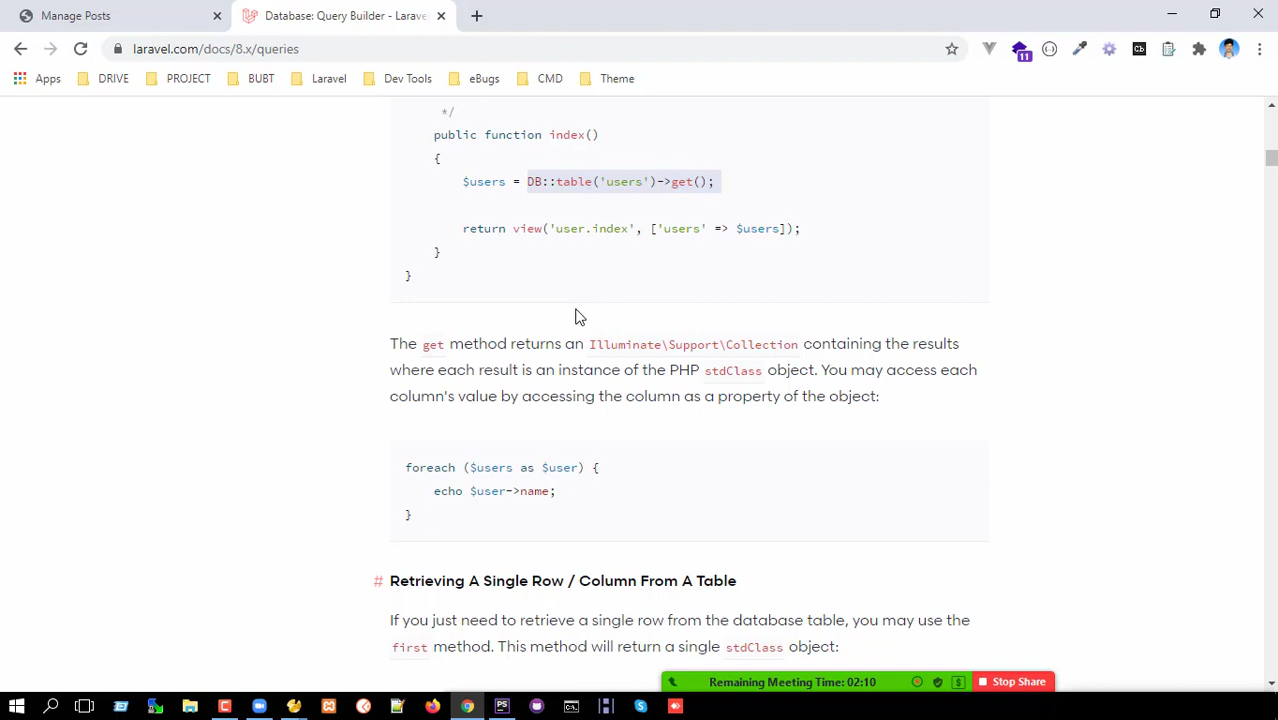 Manage Posts
Database: Query Builder - Larave
laravel.com/docs/8.x/queries
11
Cb
Apps
DRIVE
PROJECT
BUBT
Laravel
Dev Tools
eBugs
CMD
Theme
*/
public function index()
{
$users = DB::table('users')->get();
return view('user.index', ['users' => $users]);
}
}
The get method returns an Illuminate\Support\Collection containing the results
where each result is an instance of the PHP stdClass object. You may access each
column's value by accessing the column as a property of the object:
foreach ($users as $user) {
echo $user->name;
}
# Retrieving A Single Row / Column From A Table
If you just need to retrieve a single row from the database table, you may use the
first method. This method will return a single stdClass object:
Remaining Meeting Time: 02:10
$
Stop Share
PS